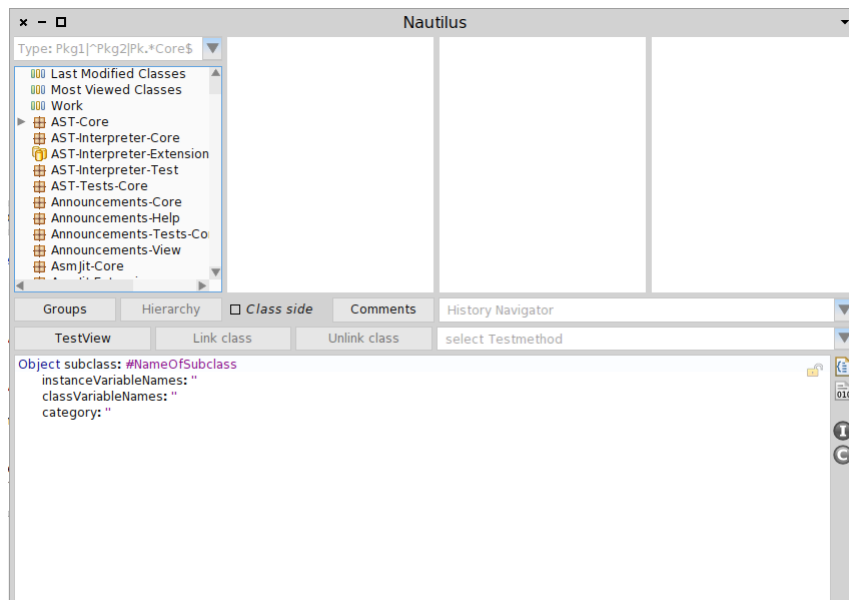 Nautilus
Type: Pkg1|^Pkg2|Pk.*Core$
Last Modified Classes
Most Viewed Classes
Work
AST-Core
AST-Interpreter-Core
AST-Interpreter-Extension
AST-Interpreter-Test
AST-Tests-Core
Announcements-Core
Announcements-Help
Announcements-Tests-Co
Announcements-View
AsmJit-Core
Groups
Hierarchy
Class side
Comments
History Navigator
TestView
Link class
Unlink class
select Testmethod
Object subclass: #NameOfSubclass
instanceVariableNames: ''
classVariableNames: ''
category: ''
010
I
C